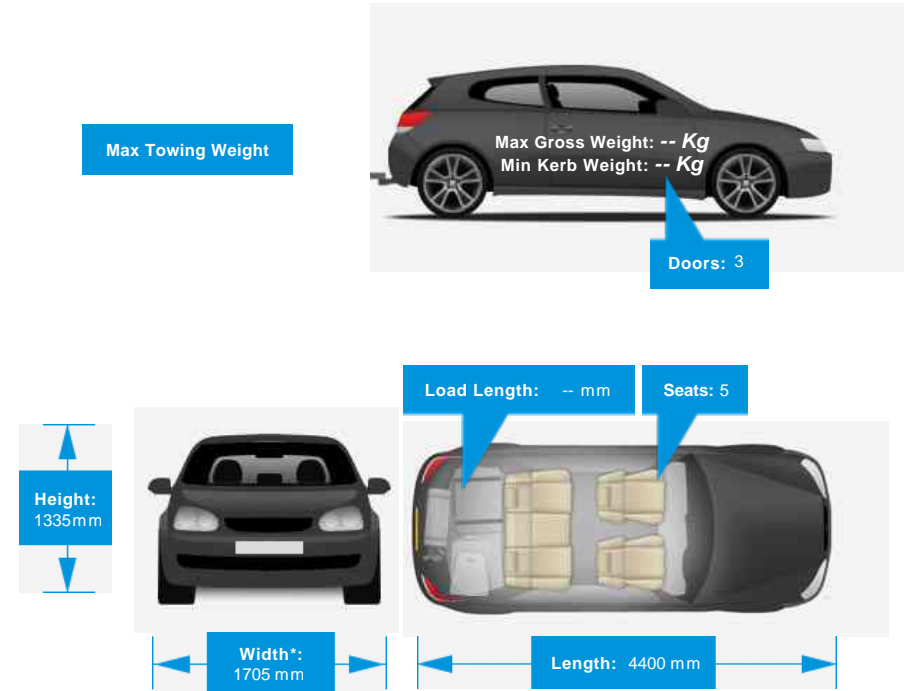 Max Towing Weight
Max Gross Weight: -- Kg
Min Kerb Weight: -- Kg
Doors: 3
Load Length: -- mm
Seats: 5
Height:
1335mm
Width*:
1705 mm
Length: 4400 mm